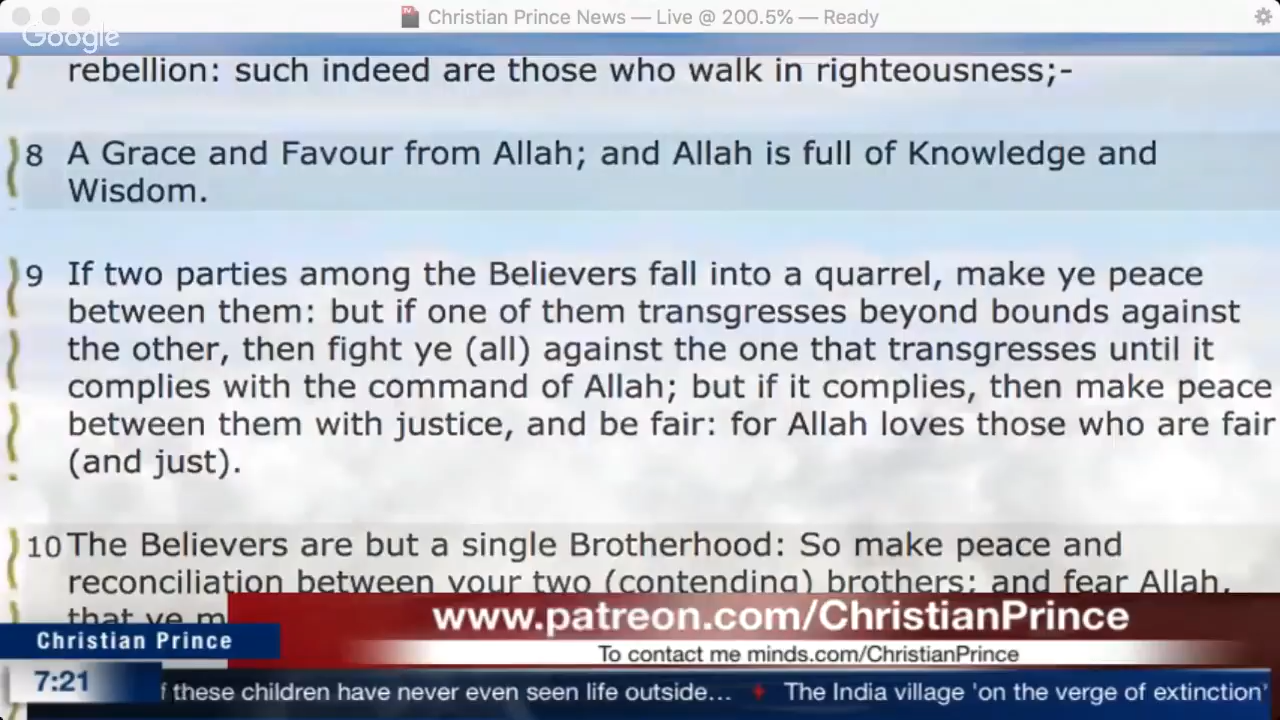 Christian Prince News — Live @ 200.5% — Ready
Google
rebellion: such indeed are those who walk in righteousness;-
8 A Grace and Favour from Allah; and Allah is full of Knowledge and
Wisdom.
9 If two parties among the Believers fall into a quarrel, make ye peace
between them: but if one of them transgresses beyond bounds against
the other, then fight ye (all) against the one that transgresses until it
complies with the command of Allah; but if it complies, then make peace
between them with justice, and be fair: for Allah loves those who are fair
(and just).
10 The Believers are but a single Brotherhood: So make peace and
reconciliation between your two (contending) brothers; and fear Allah,
that ye m
www.patreon.com/ChristianPrince
Christian Prince
To contact me minds.com/ChristianPrince
7:21
f these children have never even seen life outside... The India village 'on the verge of extinction'